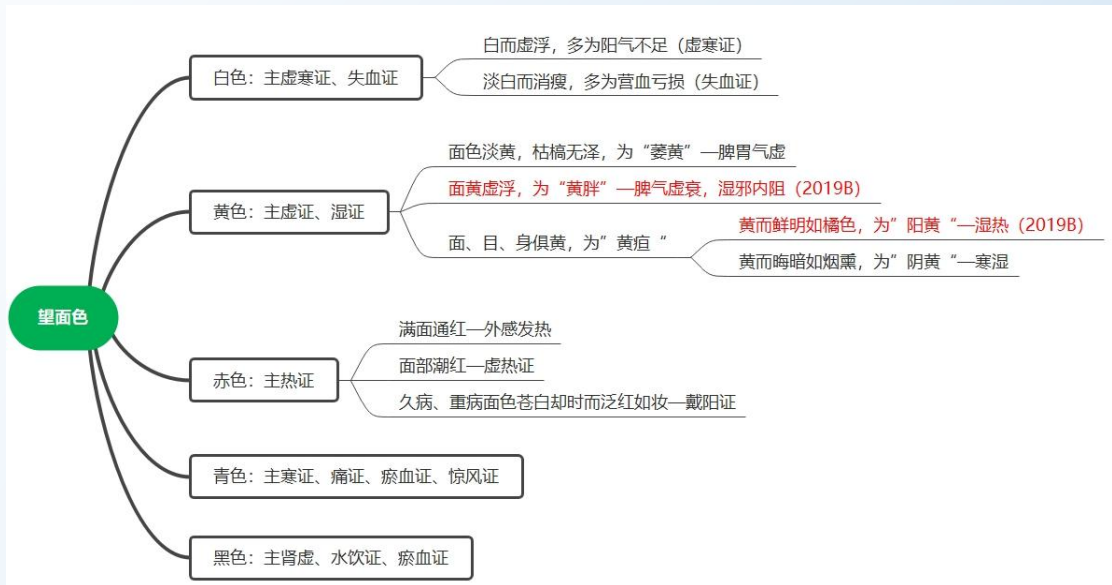 望面色
白色：主虚寒证、失血证
白而虚浮，多为阳气不足（虚寒证）
淡白而消瘦，多为营血亏损（失血证）
黄色：主虚证、湿证
面色淡黄，枯槁无泽，为“萎黄”—脾胃气虚
面黄虚浮，为“黄胖”—脾气虚衰，湿邪内阻（2019B）
面、目、身俱黄，为”黄疸“
黄而鲜明如橘色，为”阳黄“—湿热（2019B）
黄而晦暗如烟熏，为”阴黄“—寒湿
赤色：主热证
满面通红—外感发热
面部潮红—虚热证
久病、重病面色苍白却时而泛红如妆—戴阳证
青色：主寒证、痛证、瘀血证、惊风证
黑色：主肾虚、水饮证、瘀血证